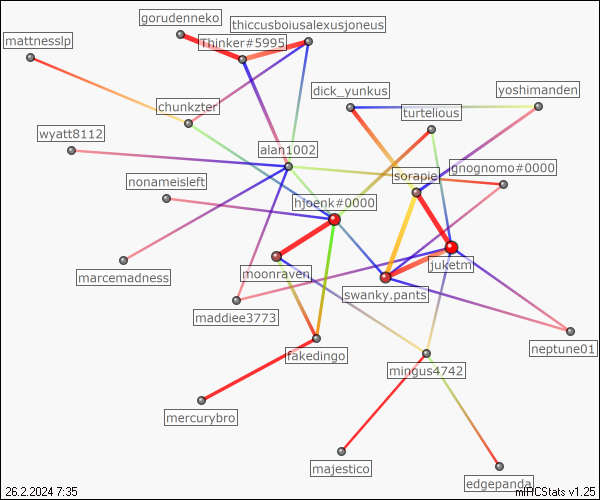 gorudenneko
thiccusboiusalexusjoneus
mattnesslp
Thinker#5995
dick_yunkus
yoshimanden
chunkzter
turtelious
wyatt8112
alan1002
gnognomo#0000
sorapie
nonameisleft
hjoenk#0000
marcemadness
moonraven
juketm
swanky.pants
maddiee3773
fakedingo
neptune01
mingus4742
mercurybro
majestico
edgepanda
26.2.2024 7:35
mIRCStats v1.25